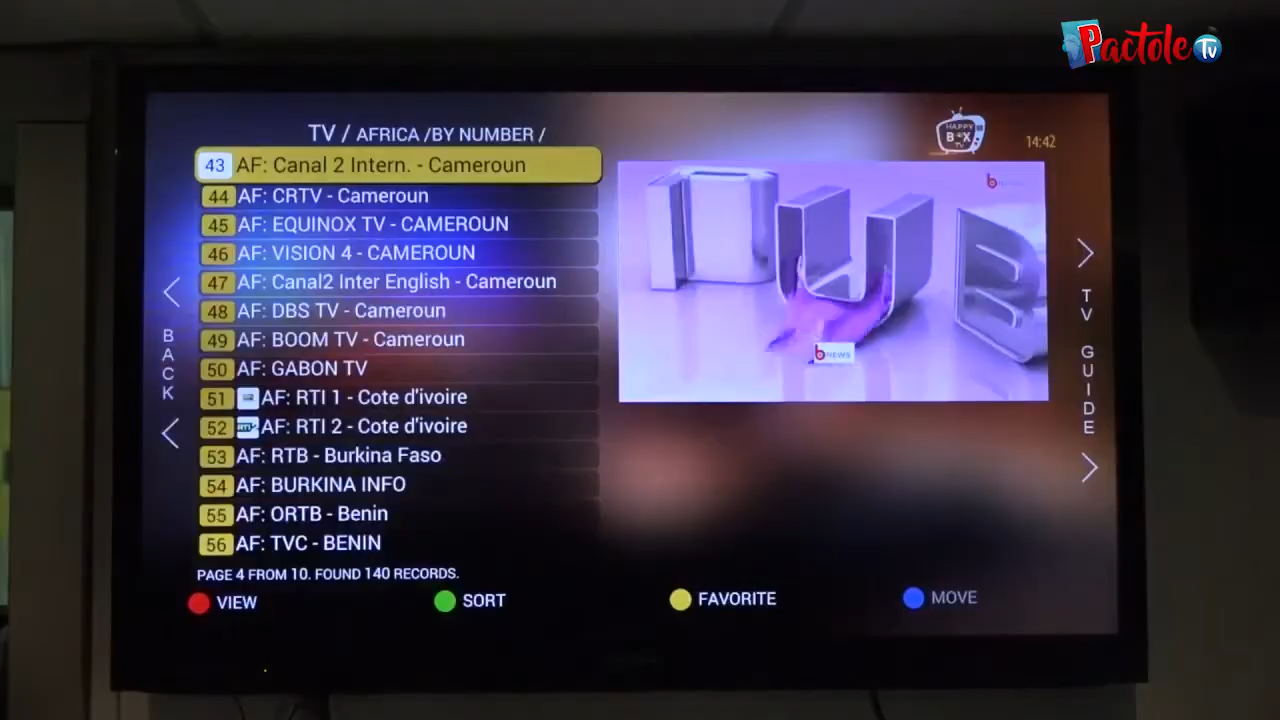 Pactole Tv
TV / AFRICA /BY NUMBER /
HAPPY
BOX
TV
14:42
43 AF: Canal 2 Intern. - Cameroun
44 AF: CRTV - Cameroun
45 AF: EQUINOX TV - CAMEROUN
46 AF: VISION 4 - CAMEROUN
47 AF: Canal2 Inter English - Cameroun
48 AF: DBS TV - Cameroun
49 AF: BOOM TV - Cameroun
50 AF: GABON TV
51 AF: RTI 1 - Cote d'ivoire
52 AF: RTI 2 - Cote d'ivoire
53 AF: RTB - Burkina Faso
54 AF: BURKINA INFO
55 AF: ORTB - Benin
56 AF: TVC - BENIN
PAGE 4 FROM 10. FOUND 140 RECORDS.
VIEW
SORT
FAVORITE
MOVE
BACK
PUB
b NEWS
TV GUIDE